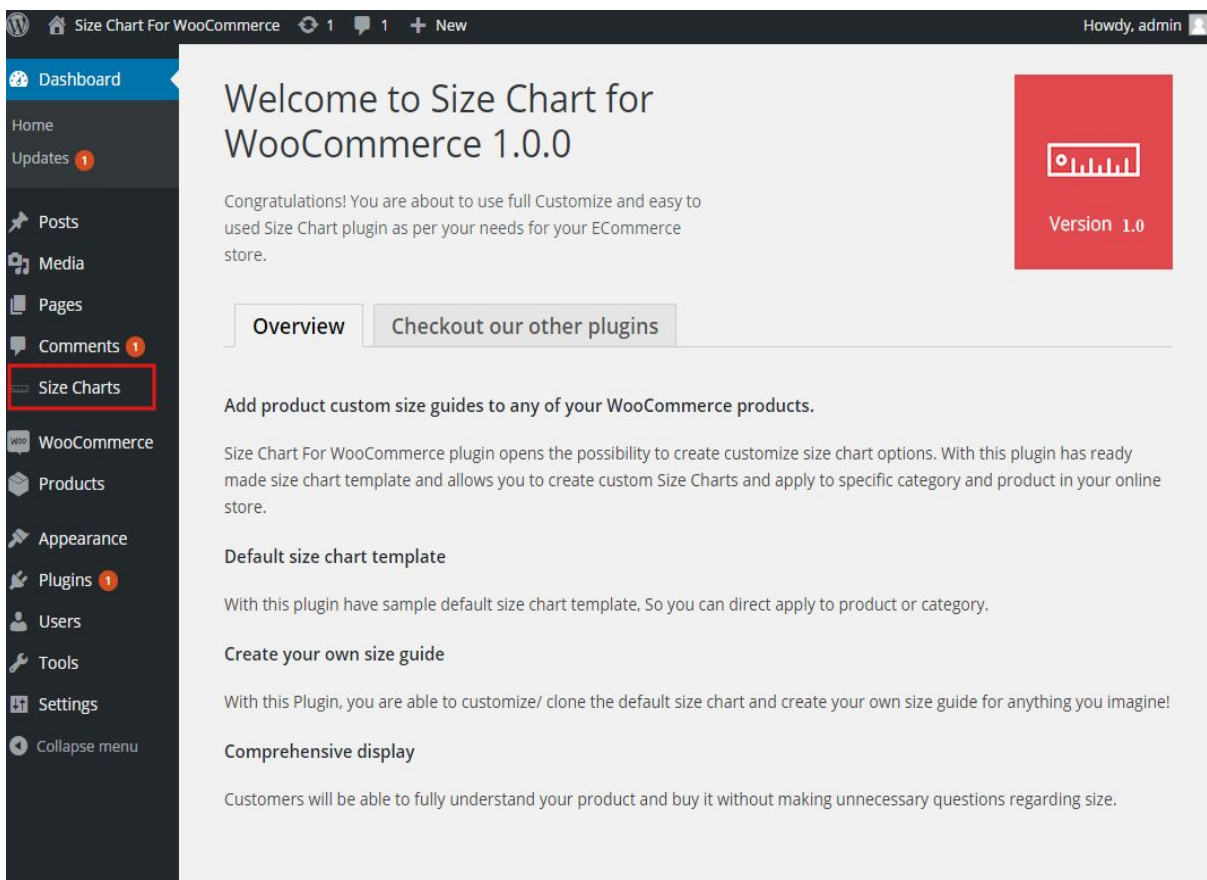 Size Chart For WooCommerce 1 1 + New Howdy, admin
Dashboard
Home
Updates 1
Posts
Media
Pages
Comments 1
Size Charts
WOO WooCommerce
Products
Appearance
Plugins 1
Users
Tools
Settings
Collapse menu
Welcome to Size Chart for
WooCommerce 1.0.0
Congratulations! You are about to use full Customize and easy to
used Size Chart plugin as per your needs for your ECommerce
store.
Version 1.0
Overview
Checkout our other plugins
Add product custom size guides to any of your WooCommerce products.
Size Chart For WooCommerce plugin opens the possibility to create customize size chart options. With this plugin has ready
made size chart template and allows you to create custom Size Charts and apply to specific category and product in your online
store.
Default size chart template
With this plugin have sample default size chart template, So you can direct apply to product or category.
Create your own size guide
With this Plugin, you are able to customize/ clone the default size chart and create your own size guide for anything you imagine!
Comprehensive display
Customers will be able to fully understand your product and buy it without making unnecessary questions regarding size.